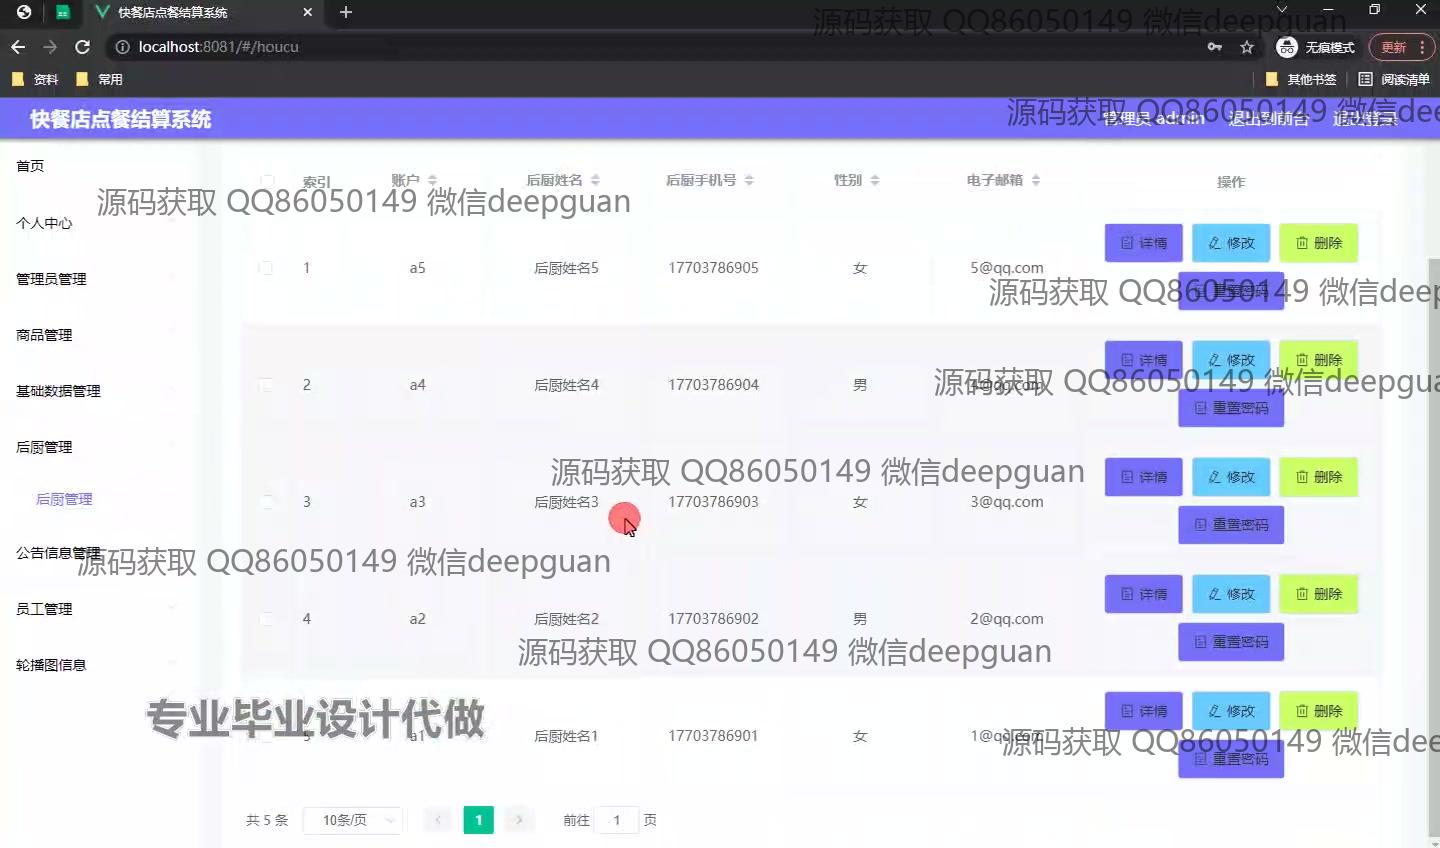 快餐店点餐结算系统
源码获取 QQ86050149 微信deepguan
localhost:8081/#/houcu
无痕模式
更新
资料
常用
其他书签
阅读清单
快餐店点餐结算系统
管理员 admin
退出到前台
退出登录
源码获取 QQ86050149 微信dee
首页
个人中心
管理员管理
商品管理
基础数据管理
后厨管理
后厨管理
公告信息管理
员工管理
轮播图信息
索引 账户 后厨姓名 后厨手机号 性别 电子邮箱 操作
源码获取 QQ86050149 微信deepguan
1 a5 后厨姓名5 17703786905 女 5@qq.com 详情 修改 删除
重置密码
源码获取 QQ86050149 微信deep
2 a4 后厨姓名4 17703786904 男 4@qq.com 详情 修改 删除
源码获取 QQ86050149 微信deepgua
重置密码
源码获取 QQ86050149 微信deepguan
3 a3 后厨姓名3 17703786903 女 3@qq.com 详情 修改 删除
重置密码
源码获取 QQ86050149 微信deepguan
4 a2 后厨姓名2 17703786902 男 2@qq.com 详情 修改 删除
重置密码
源码获取 QQ86050149 微信deepguan
专业毕业设计代做
5 a1 后厨姓名1 17703786901 女 1@qq.com 详情 修改 删除
源码获取 QQ86050149 微信dee
重置密码
共 5 条 10条/页 1 前往 1 页